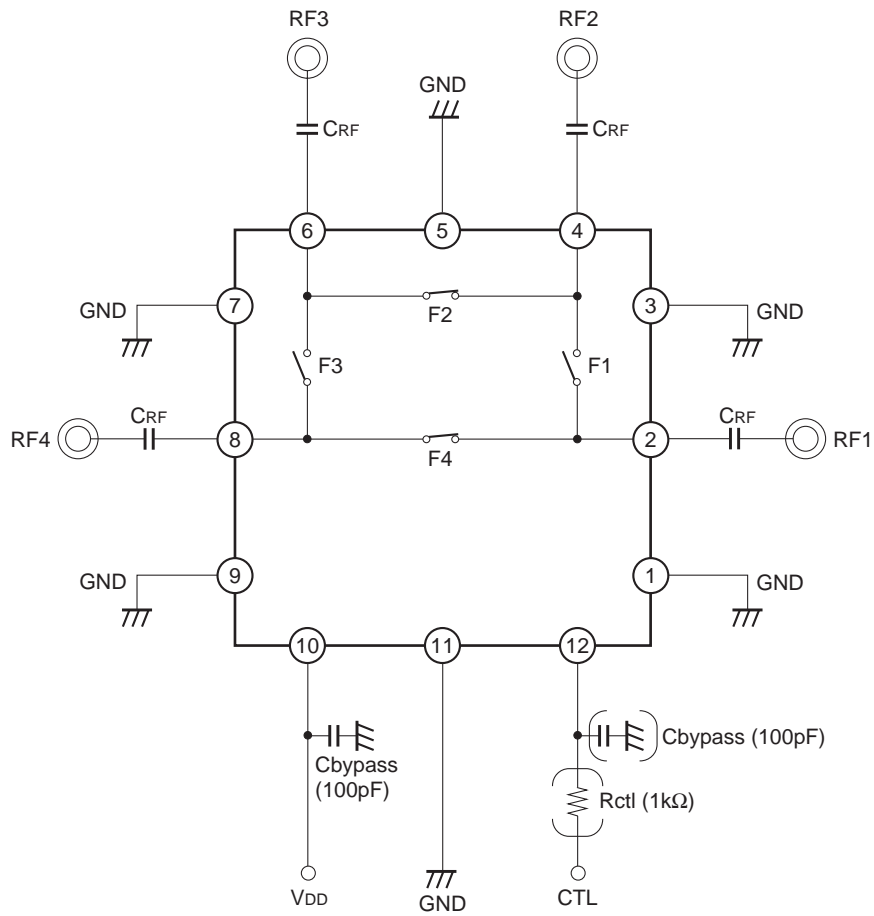 RF3
RF2
GND
CRF
CRF
6
5
4
GND
7
3
GND
F2
F3
F1
RF4
CRF
8
F4
2
CRF
RF1
GND
9
1
GND
10
11
12
Cbypass
(100pF)
Cbypass (100pF)
Rctl (1kΩ)
VDD
GND
CTL